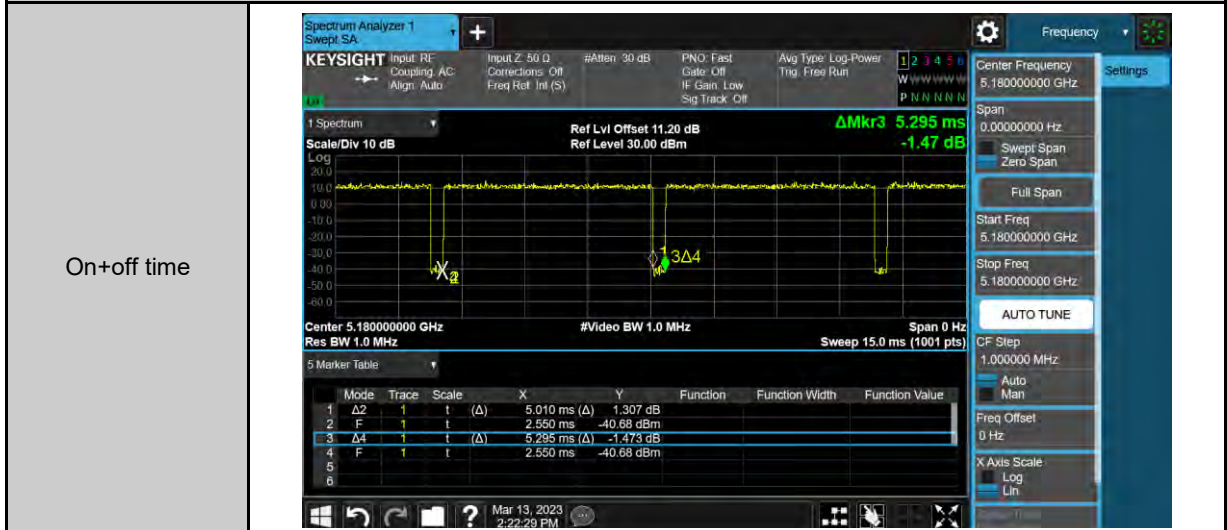 On+off time
Spectrum Analyzer 1
Swept SA
+
Frequency
KEYSIGHT
Input: RF
Coupling: AC
Align: Auto
Input Z: 50 Ω
Corrections: Off
Freq Ref: Int (S)
#Atten: 30 dB
PNO: Fast
Gate: Off
IF Gain: Low
Sig Track: Off
Avg Type: Log-Power
Trig: Free Run
1 2 3 4 5 6
W W W W W W
P N N N N N
1 Spectrum
Scale/Div 10 dB
Ref Lvl Offset 11.20 dB
Ref Level 30.00 dBm
ΔMkr3 5.295 ms
-1.47 dB
Log
20.0
10.0
0.00
-10.0
-20.0
-30.0
-40.0
-50.0
-60.0
3Δ4
Center 5.180000000 GHz
#Video BW 1.0 MHz
Span 0 Hz
Res BW 1.0 MHz
Sweep 15.0 ms (1001 pts)
5 Marker Table
Mode Trace Scale X Y Function Function Width Function Value
1 Δ2 1 t (Δ) 5.010 ms (Δ) 1.307 dB
2 F 1 t 2.550 ms -40.68 dBm
3 Δ4 1 t (Δ) 5.295 ms (Δ) -1.473 dB
4 F 1 t 2.550 ms -40.68 dBm
5
6
?
Mar 13, 2023
2:22:29 PM
Center Frequency
5.180000000 GHz
Settings
Span
0.00000000 Hz
Swept Span
Zero Span
Full Span
Start Freq
5.180000000 GHz
Stop Freq
5.180000000 GHz
AUTO TUNE
CF Step
1.000000 MHz
Auto
Man
Freq Offset
0 Hz
X Axis Scale
Log
Lin